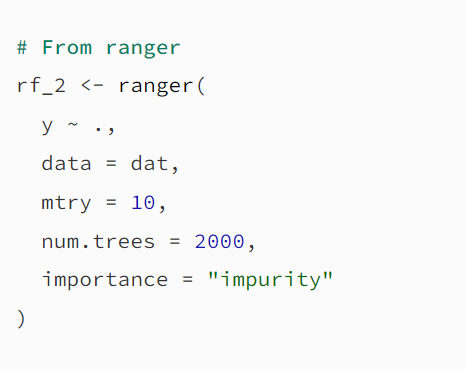 # From ranger
rf_2 <- ranger(
  y ~ .,
  data = dat,
  mtry = 10,
  num.trees = 2000,
  importance = "impurity"
)